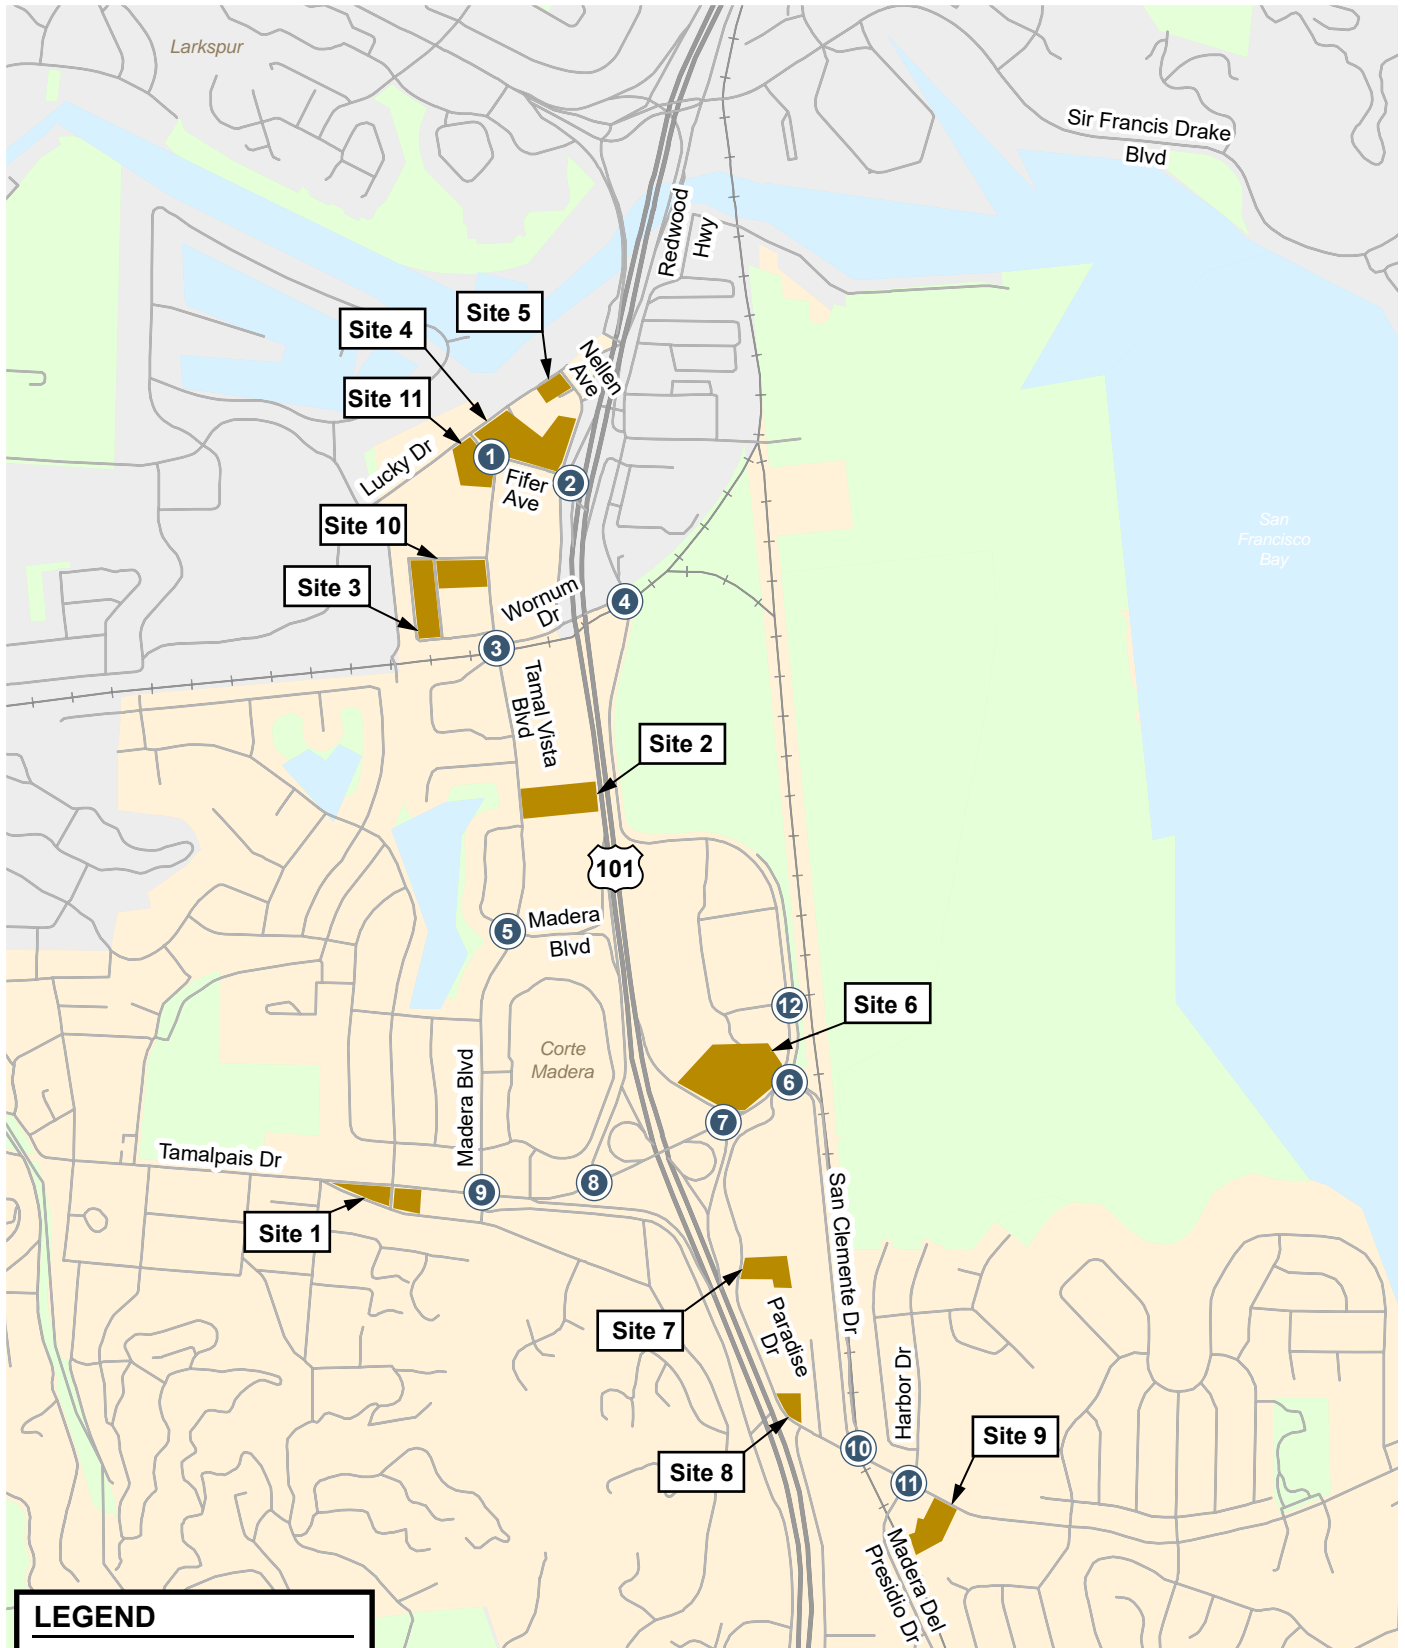 Larkspur
Sir Francis Drake
Blvd
Redwood
Hwy
Site 5
Site 4
Nellen
Ave
Site 11
Lucky Dr
1
Fifer
Ave
2
Site 10
San
Francisco
Bay
Site 3
Wornum
Dr
4
3
Tamal Vista
Blvd
Site 2
101
5
Madera
Blvd
12
Site 6
Corte
Madera
Madera Blvd
6
7
Tamalpais Dr
8
9
Site 1
San Clemente Dr
Site 7
Paradise
Dr
Harbor Dr
10
Site 9
Site 8
11
Madera Del
Presidio Dr
LEGEND